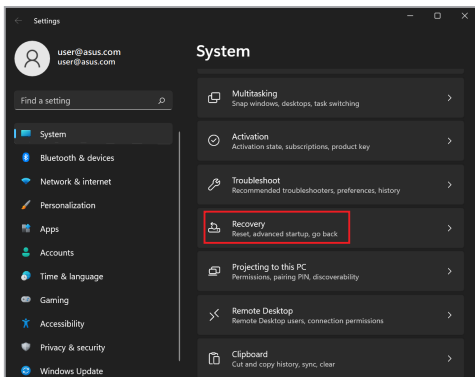 Settings
user@asus.com
user@asus.com
Find a setting
System
Bluetooth & devices
Network & internet
Personalization
Apps
Accounts
Time & language
Gaming
Accessibility
Privacy & security
Windows Update
System
Multitasking
Snap windows, desktops, task switching
Activation
Activation state, subscriptions, product key
Troubleshoot
Recommended troubleshooters, preferences, history
Recovery
Reset, advanced startup, go back
Projecting to this PC
Permissions, pairing PIN, discoverability
Remote Desktop
Remote Desktop users, connection permissions
Clipboard
Cut and copy history, sync, clear